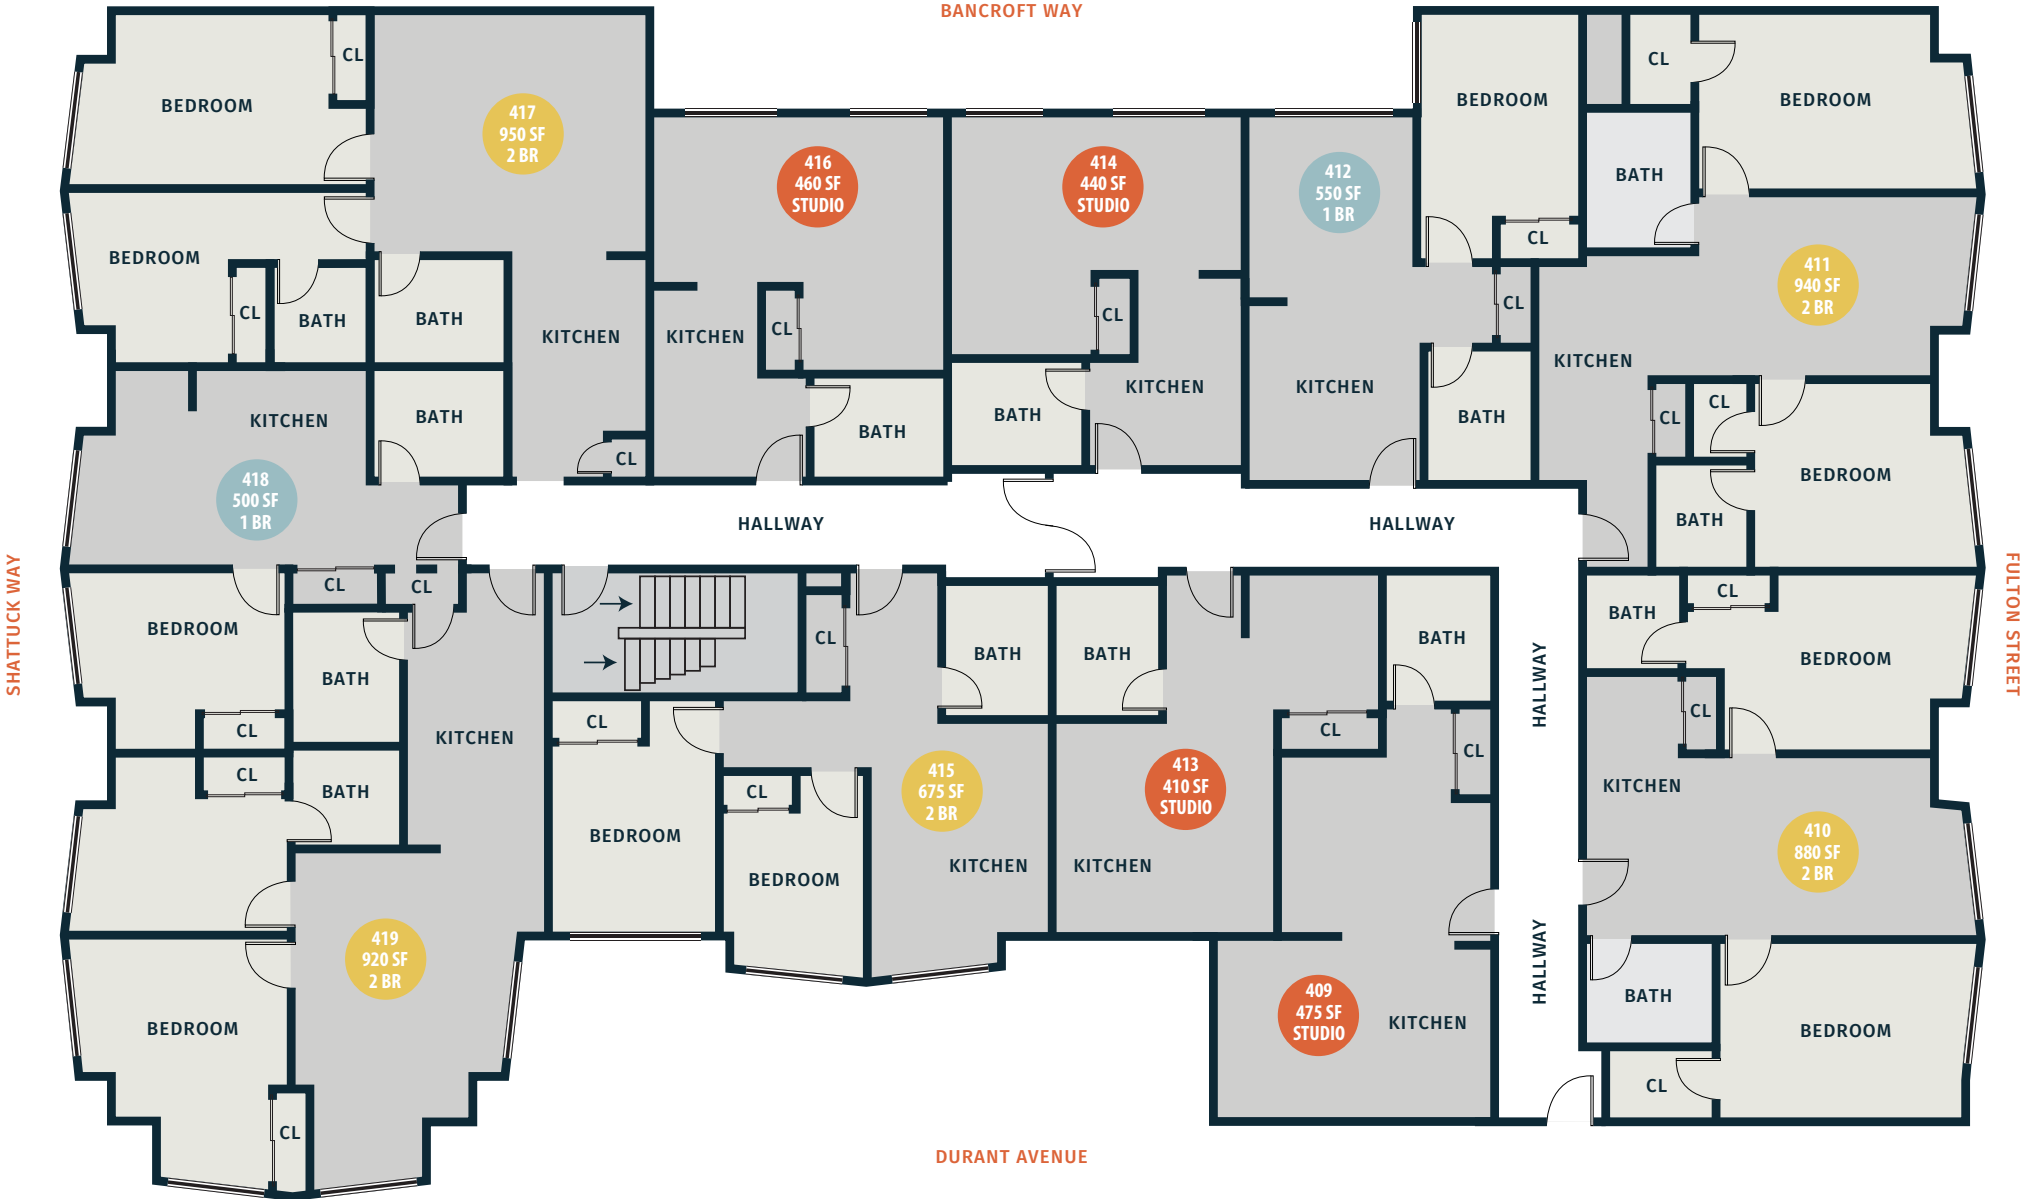 BANCROFT WAY
CL
BEDROOM
417
950 SF
2 BR
BEDROOM
CL
BEDROOM
416
460 SF
STUDIO
414
440 SF
STUDIO
412
550 SF
1 BR
BATH
BEDROOM
CL
BATH
BATH
KITCHEN
KITCHEN
CL
CL
KITCHEN
CL
CL
KITCHEN
411
940 SF
2 BR
KITCHEN
KITCHEN
BATH
CL
BATH
BATH
BATH
CL
CL
BATH
BEDROOM
418
500 SF
1 BR
HALLWAY
HALLWAY
BATH
SHATTUCK WAY
FULTON STREET
CL
CL
BEDROOM
BATH
CL
KITCHEN
CL
CL
BATH
CL
BATH
BATH
BATH
HALLWAY
BATH
CL
BEDROOM
CL
CL
CL
CL
BATH
BEDROOM
CL
BEDROOM
415
675 SF
2 BR
KITCHEN
413
410 SF
STUDIO
KITCHEN
KITCHEN
410
880 SF
2 BR
419
920 SF
2 BR
BEDROOM
CL
409
475 SF
STUDIO
KITCHEN
HALLWAY
BATH
BEDROOM
CL
DURANT AVENUE